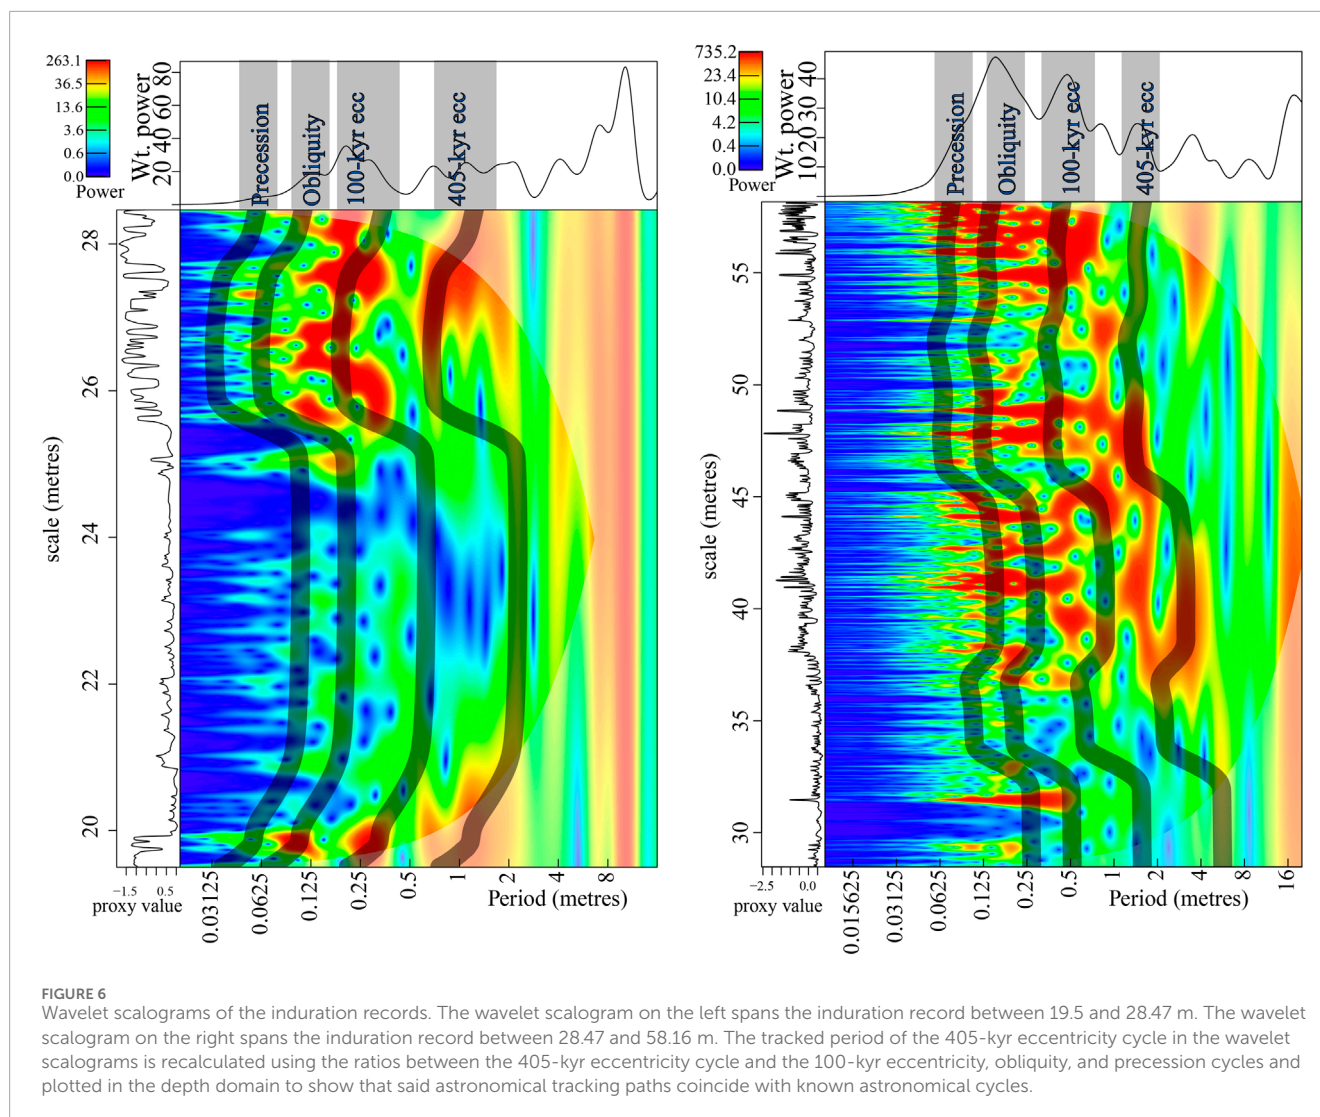 263.1
36.5
13.6
3.6
0.6
0.0
Power
Wt. power
20 40 60 80
Precession
Obliquity
100-kyr ecc
405-kyr ecc
scale (metres)
28
26
24
22
20
−1.5 0.5
proxy value
0.03125
0.0625
0.125
0.25
0.5
1
2
4
8
Period (metres)
735.2
23.4
10.4
4.2
0.4
0.0
Power
Wt. power
10 20 30 40
Precession
Obliquity
100-kyr ecc
405-kyr ecc
scale (metres)
55
50
45
40
35
30
−2.5 0.0
proxy value
0.015625
0.03125
0.0625
0.125
0.25
0.5
1
2
4
8
16
Period (metres)
FIGURE 6
Wavelet scalograms of the induration records. The wavelet scalogram on the left spans the induration record between 19.5 and 28.47 m. The wavelet
scalogram on the right spans the induration record between 28.47 and 58.16 m. The tracked period of the 405-kyr eccentricity cycle in the wavelet
scalograms is recalculated using the ratios between the 405-kyr eccentricity cycle and the 100-kyr eccentricity, obliquity, and precession cycles and
plotted in the depth domain to show that said astronomical tracking paths coincide with known astronomical cycles.